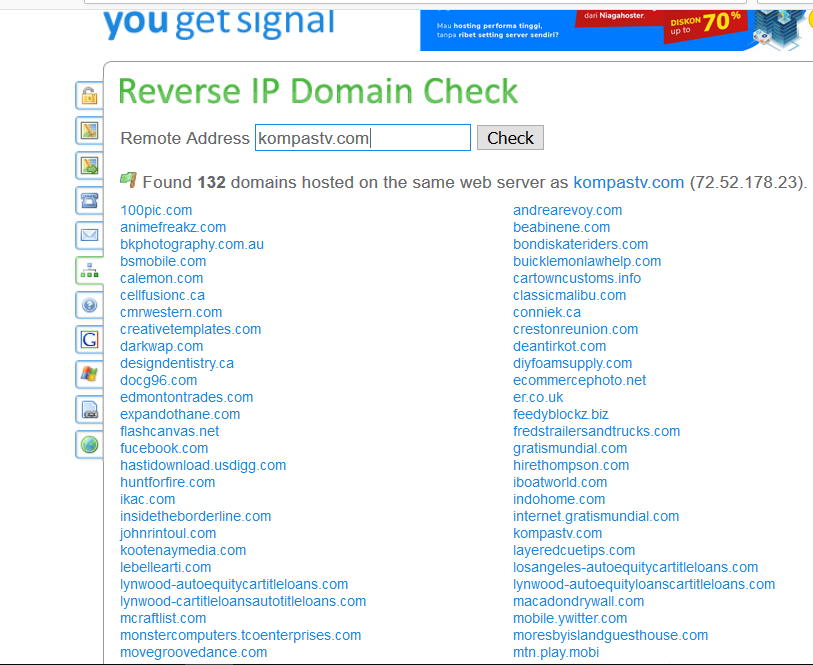 you get signal
Mau hosting performa tinggi,
tanpa ribet setting server sendiri?
dari Niagahoster.
DISKON
up to 70%
Reverse IP Domain Check
Remote Address kompastv.com Check
Found 132 domains hosted on the same web server as kompastv.com (72.52.178.23).
100pic.com andrearevoy.com
animefreakz.com beabinene.com
bkphotography.com.au bondiskateriders.com
bsmobile.com buicklemonlawhelp.com
calemon.com cartowncustoms.info
cellfusionc.ca classicmalibu.com
cmrwestern.com conniek.ca
creativetemplates.com crestonreunion.com
darkwap.com deantirkot.com
designdentistry.ca diyfoamsupply.com
docg96.com ecommercephoto.net
edmontontrades.com er.co.uk
expandothane.com feedyblockz.biz
flashcanvas.net fredstrailersandtrucks.com
fucebook.com gratismundial.com
hastidownload.usdigg.com hirethompson.com
huntforfire.com iboatworld.com
ikac.com indohome.com
insidetheborderline.com internet.gratismundial.com
johnrintoul.com kompastv.com
kootenaymedia.com layeredcuetips.com
lebellearti.com losangeles-autoequitycartitleloans.com
lynwood-autoequitycartitleloans.com lynwood-autoequityloanscartitleloans.com
lynwood-cartitleloansautotitleloans.com macadondrywall.com
mcraftlist.com mobile.ywitter.com
monstercomputers.tcoenterprises.com moresbyislandguesthouse.com
movegroovedance.com mtn.play.mobi